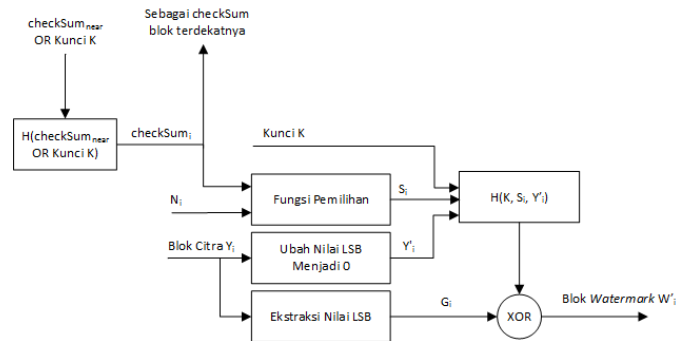 Sebagai checkSum
blok terdekatnya
checkSumnear
OR Kunci K
H(checkSumnear
OR Kunci K)
checkSumi
Kunci K
Ni
Fungsi Pemilihan
Si
H(K, Si, Y'i)
Blok Citra Yi
Ubah Nilai LSB
Menjadi 0
Y'i
Ekstraksi Nilai LSB
Gi
XOR
Blok Watermark W'i